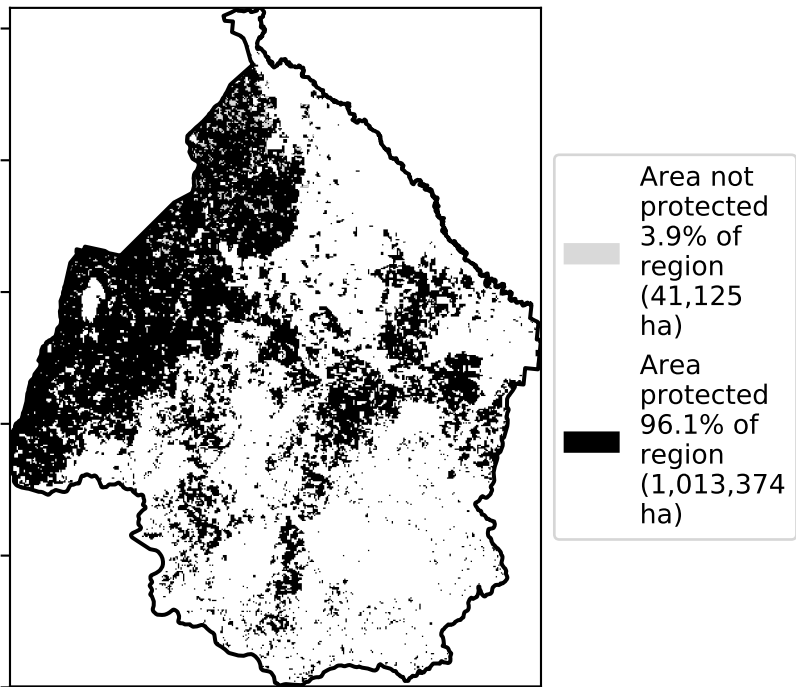 Area not
protected
3.9% of
region
(41,125
ha)
Area
protected
96.1% of
region
(1,013,374
ha)